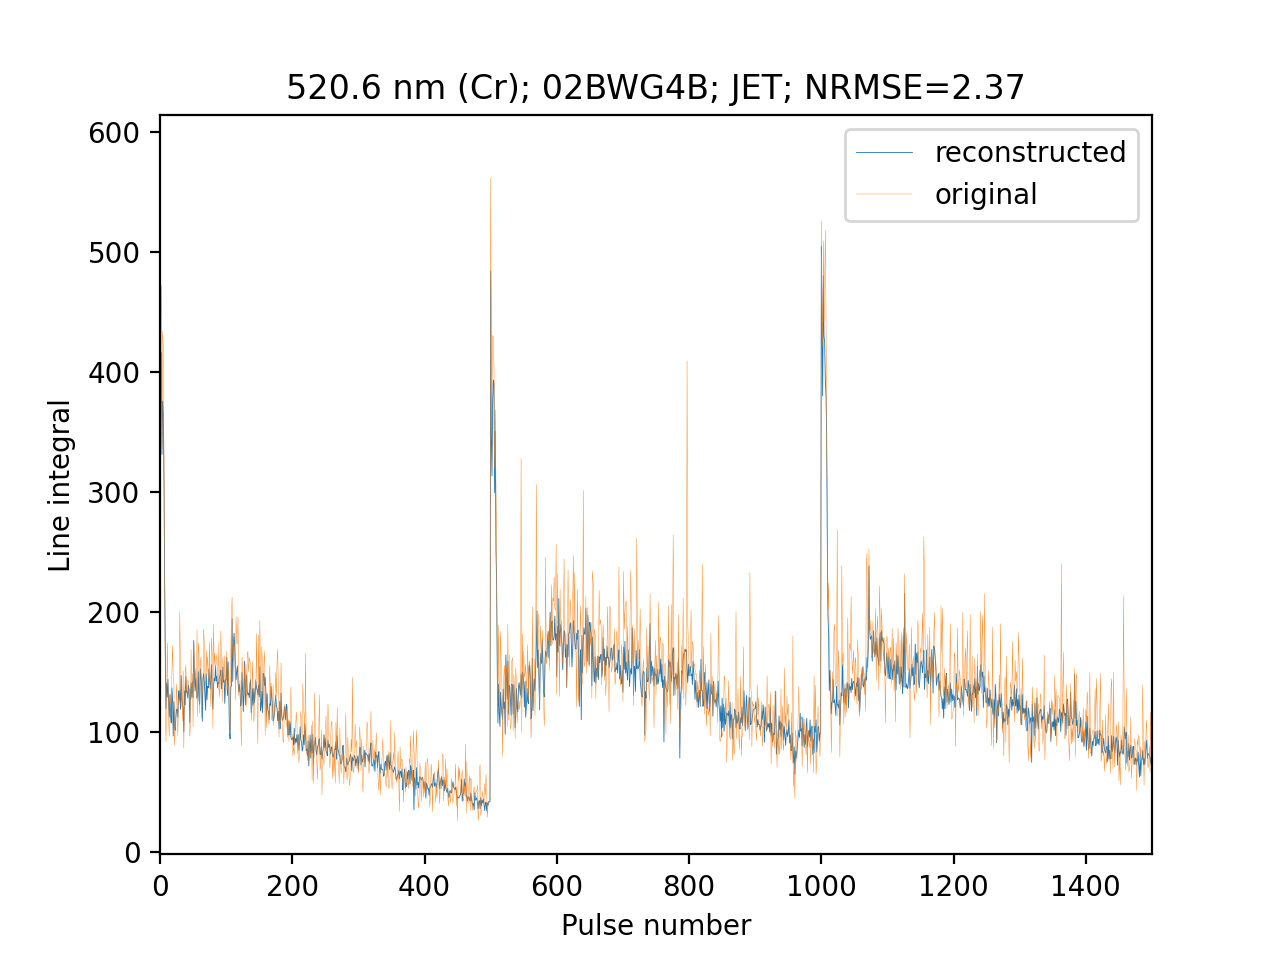 520.6 nm (Cr); 02BWG4B; JET; NRMSE=2.37
600
500
400
300
200
100
0
Line integral
reconstructed
original
0 200 400 600 800 1000 1200 1400
Pulse number